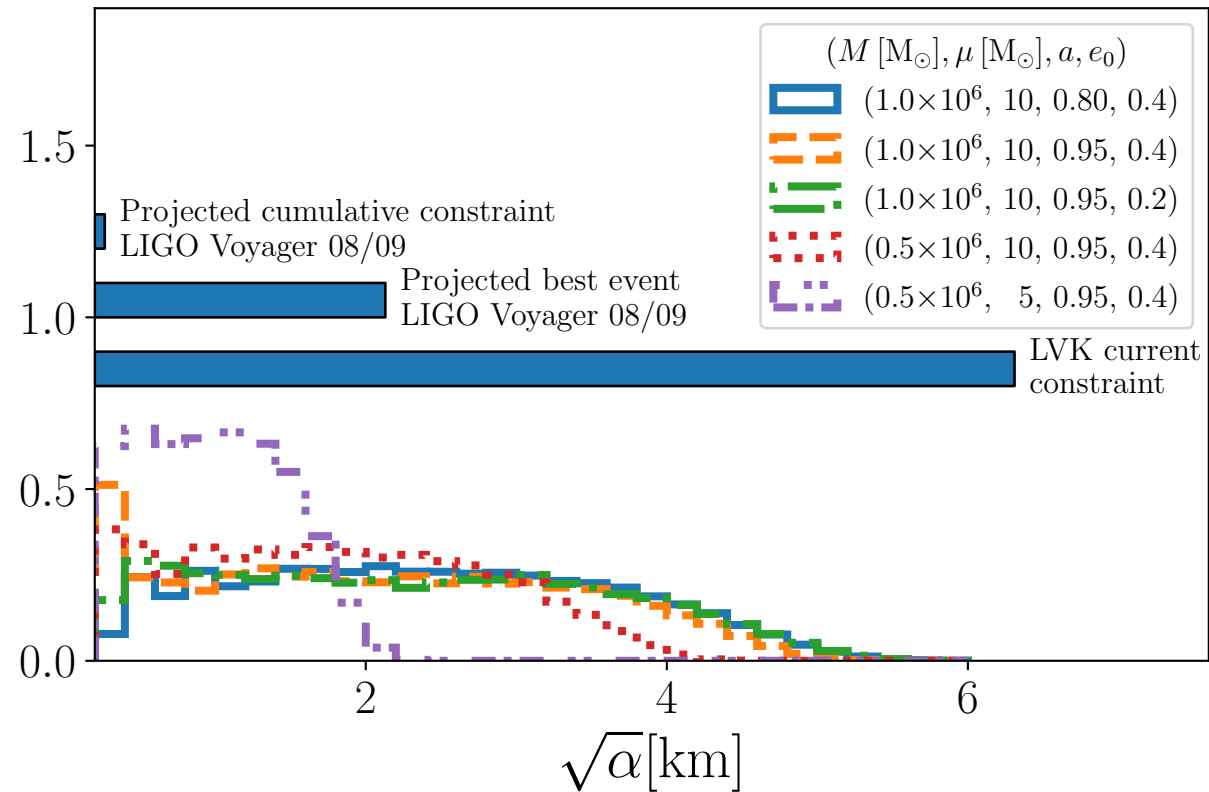 (M [M⊙], μ [M⊙], a, e₀)
(1.0×10⁶, 10, 0.80, 0.4)
(1.0×10⁶, 10, 0.95, 0.4)
(1.0×10⁶, 10, 0.95, 0.2)
(0.5×10⁶, 10, 0.95, 0.4)
(0.5×10⁶, 5, 0.95, 0.4)
Projected cumulative constraint
LIGO Voyager 08/09
Projected best event
LIGO Voyager 08/09
LVK current
constraint
1.5
1.0
0.5
0.0
2 4 6
√α[km]